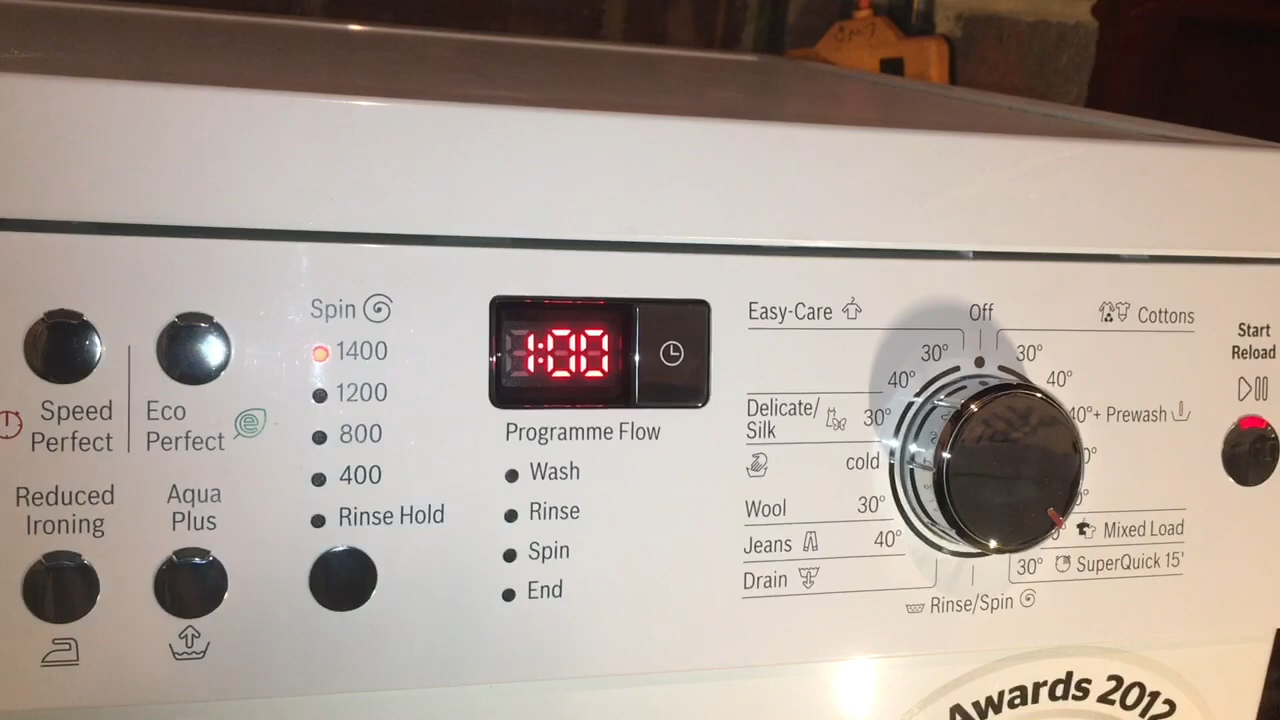 Speed
Perfect
Eco
Perfect
e
Reduced
Ironing
Aqua
Plus
Spin
1400
1200
800
400
Rinse Hold
1:00
Programme Flow
Wash
Rinse
Spin
End
Easy-Care
Off
Cottons
30°
30°
40°
40°
Delicate/
Silk
30°
40°+ Prewash
cold
Wool 30°
Mixed Load
Jeans 40°
30° SuperQuick 15'
Drain
Rinse/Spin
Start
Reload
Awards 2012